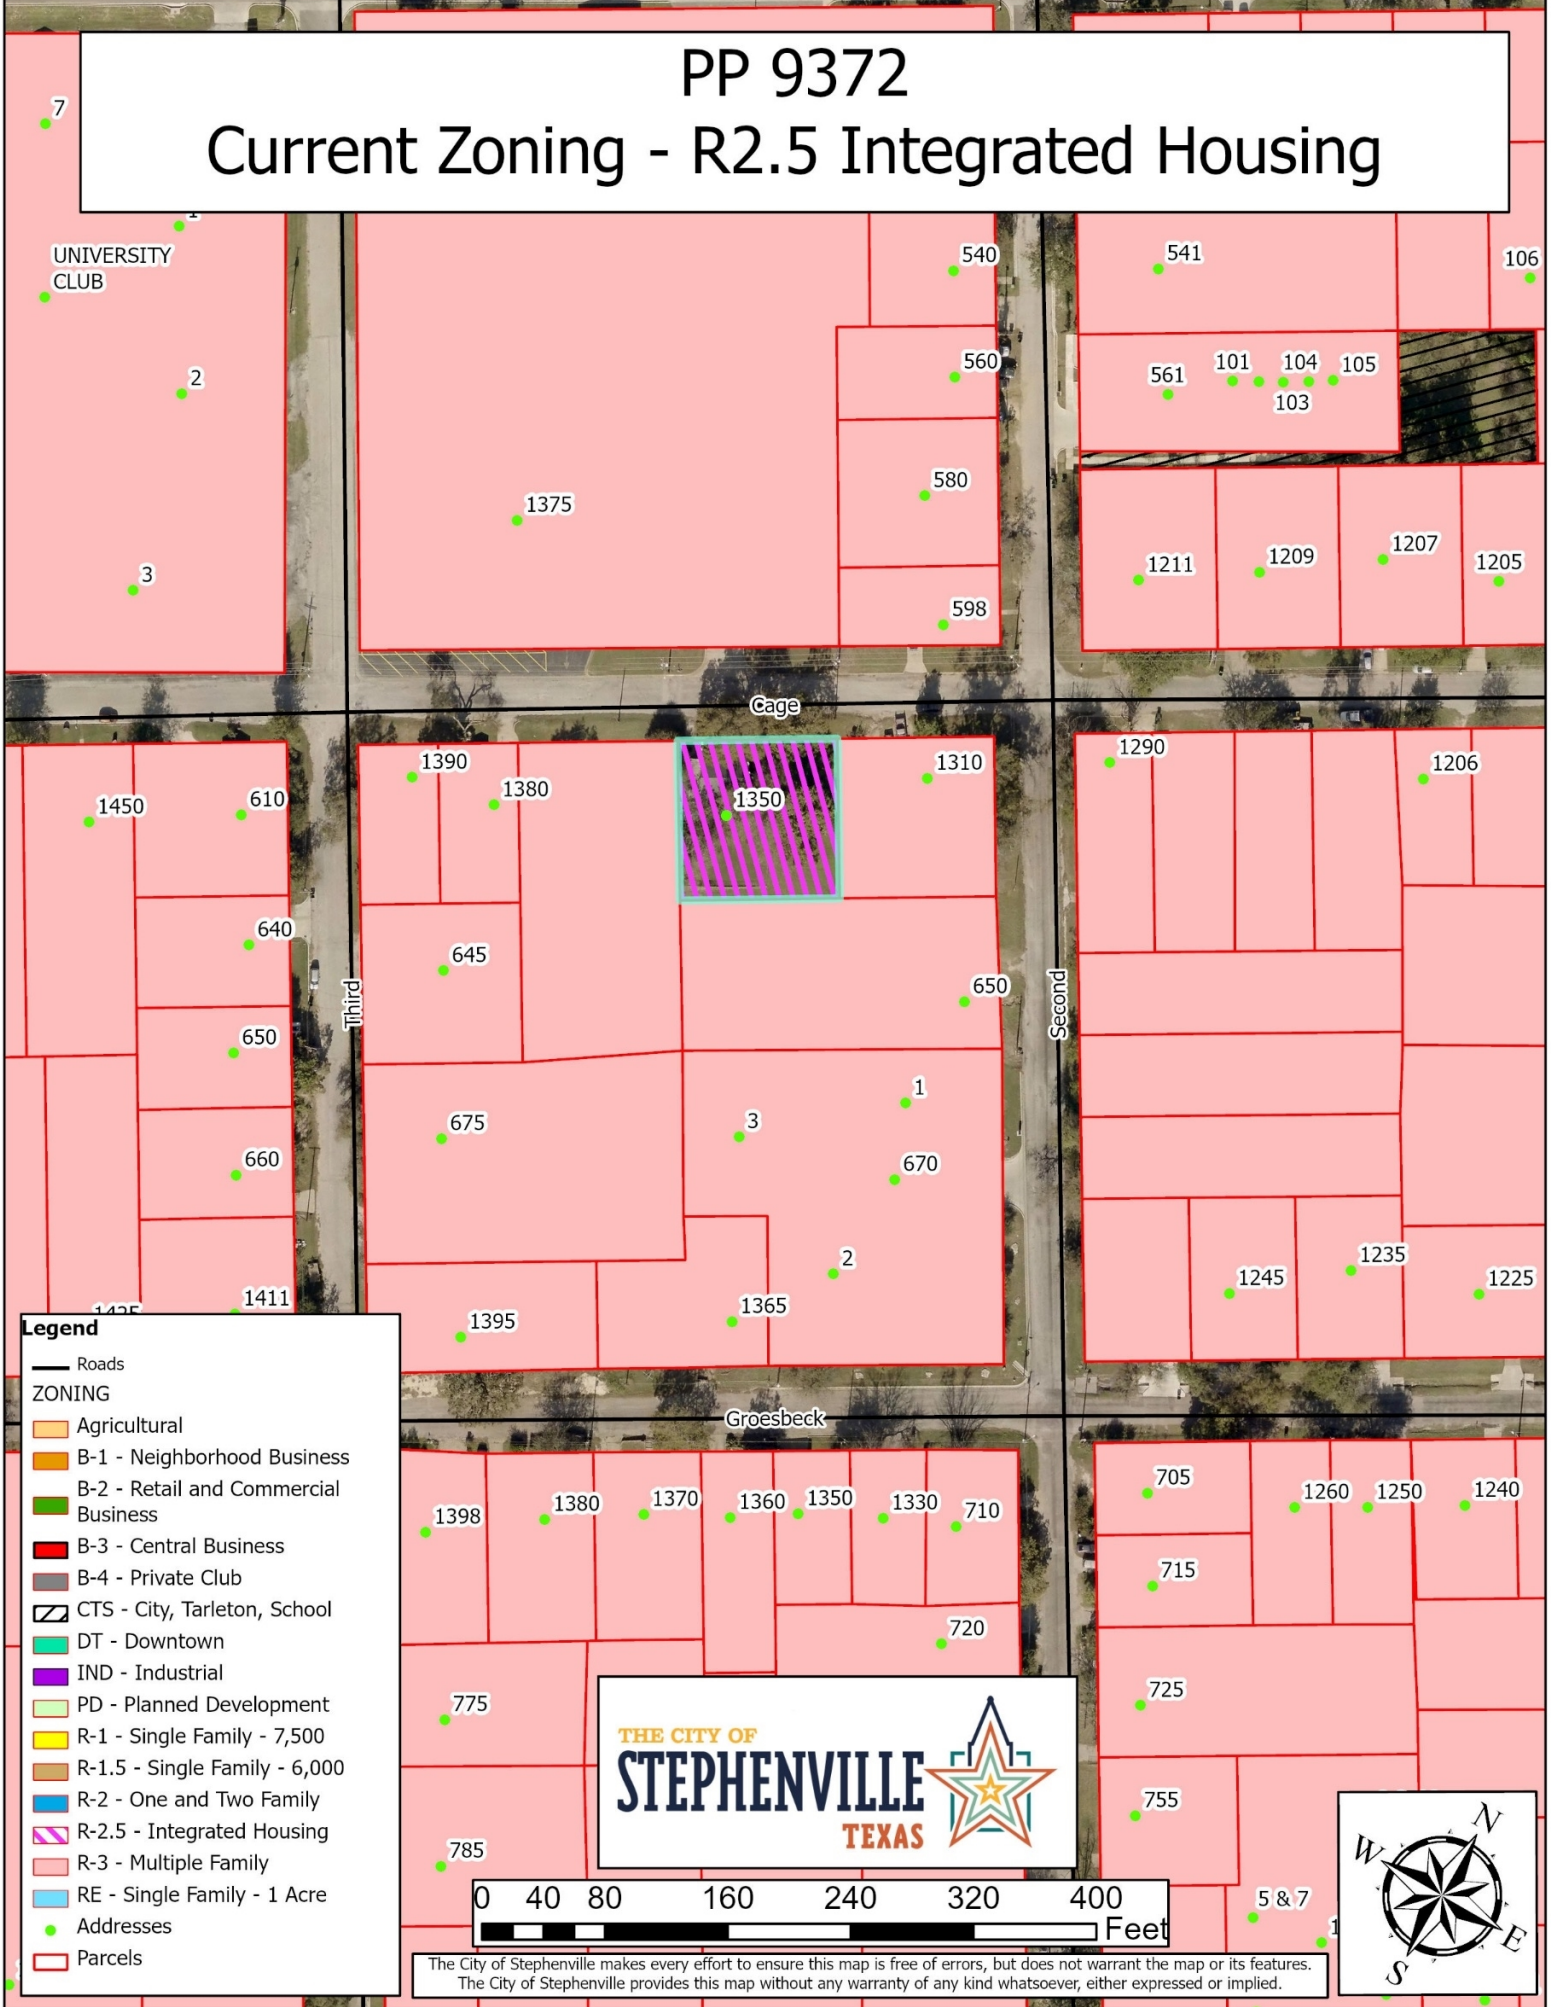 PP 9372
Current Zoning - R2.5 Integrated Housing
7
1
UNIVERSITY
CLUB
2
3
540
560
580
598
1375
541
106
561
101
104
105
103
1211
1209
1207
1205
Cage
1390
1380
1350
1310
1290
1206
1450
610
640
650
660
1411
645
650
675
1
3
670
2
1395
1365
Third
Second
1245
1235
1225
Groesbeck
1398
1380
1370
1360
1350
1330
710
720
705
1260
1250
1240
715
725
755
775
785
5 & 7
Legend
Roads
ZONING
Agricultural
B-1 - Neighborhood Business
B-2 - Retail and Commercial
Business
B-3 - Central Business
B-4 - Private Club
CTS - City, Tarleton, School
DT - Downtown
IND - Industrial
PD - Planned Development
R-1 - Single Family - 7,500
R-1.5 - Single Family - 6,000
R-2 - One and Two Family
R-2.5 - Integrated Housing
R-3 - Multiple Family
RE - Single Family - 1 Acre
Addresses
Parcels
THE CITY OF
STEPHENVILLE
TEXAS
0 40 80 160 240 320 400
Feet
N
W
E
S
The City of Stephenville makes every effort to ensure this map is free of errors, but does not warrant the map or its features.
The City of Stephenville provides this map without any warranty of any kind whatsoever, either expressed or implied.